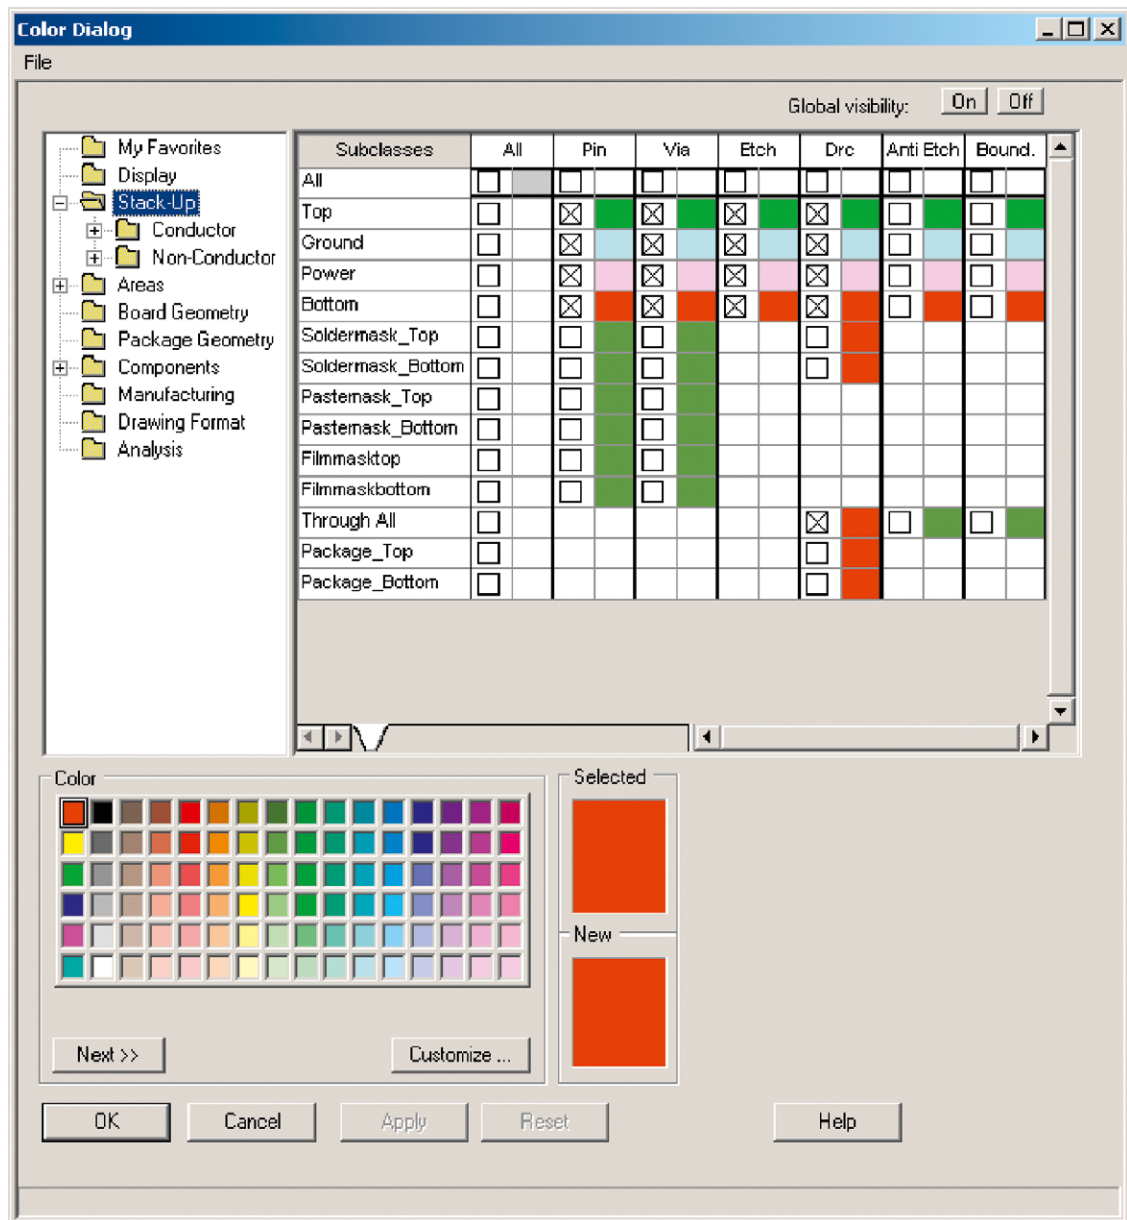 Color Dialog
File
Global visibility: On Off
My Favorites
Display
Stack-Up
Conductor
Non-Conductor
Areas
Board Geometry
Package Geometry
Components
Manufacturing
Drawing Format
Analysis
Subclasses All Pin Via Etch Drc Anti Etch Bound.
All
Top
Ground
Power
Bottom
Soldermask_Top
Soldermask_Bottom
Pastemask_Top
Pastemask_Bottom
Filmmasktop
Filmmaskbottom
Through All
Package_Top
Package_Bottom
Color
Selected
New
Next >> Customize ...
OK Cancel Apply Reset Help